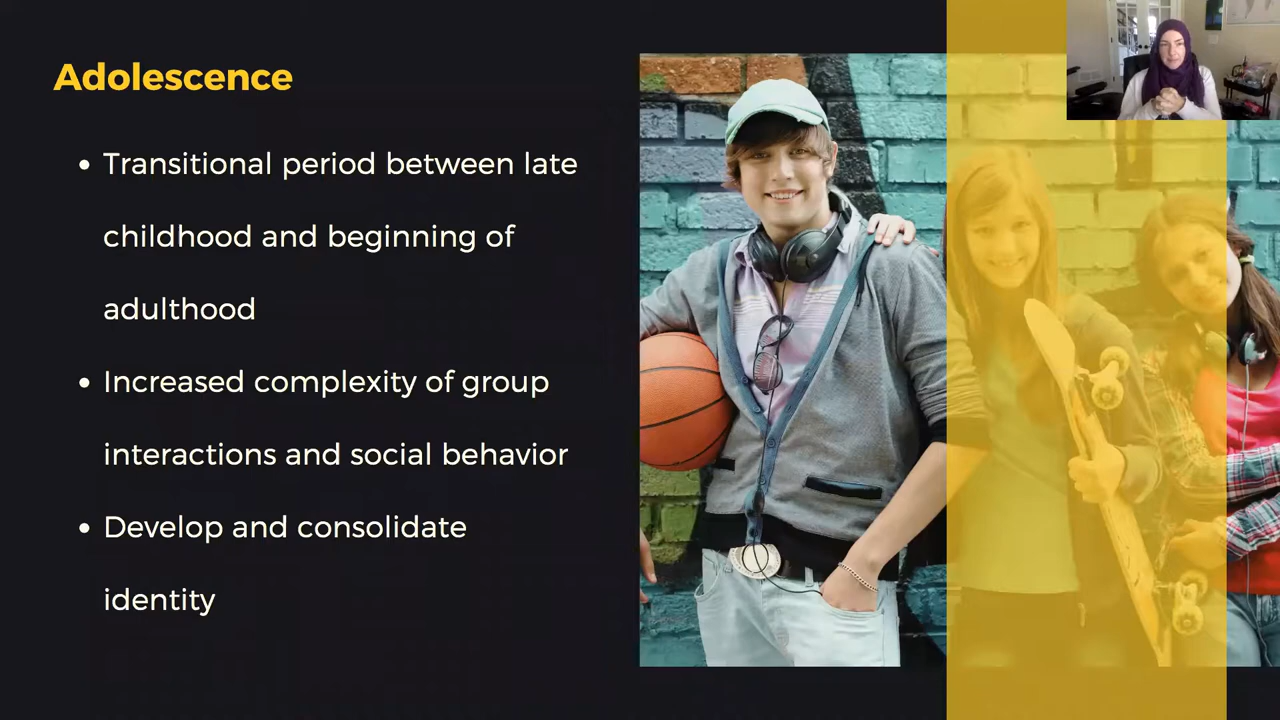 Adolescence
• Transitional period between late
childhood and beginning of
adulthood
• Increased complexity of group
interactions and social behavior
• Develop and consolidate
identity